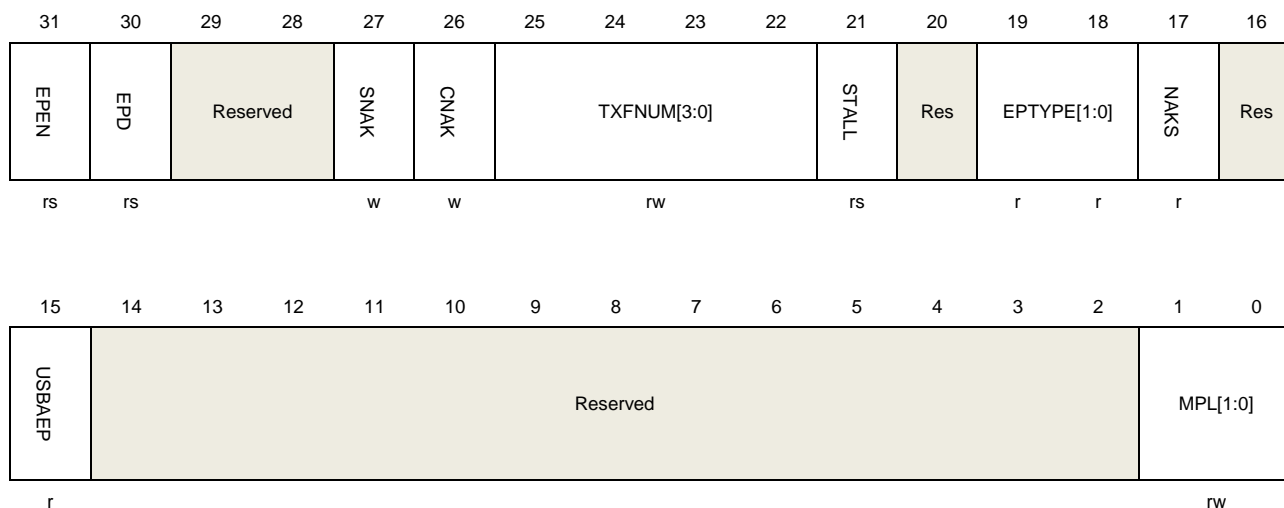 31 30 29 28 27 26 25 24 23 22 21 20 19 18 17 16
EPEN EPD Reserved SNAK CNAK TXFNUM[3:0] STALL Res EPTYPE[1:0] NAKS Res
rs rs w w rw rs r r r
15 14 13 12 11 10 9 8 7 6 5 4 3 2 1 0
USBAEP Reserved MPL[1:0]
r rw